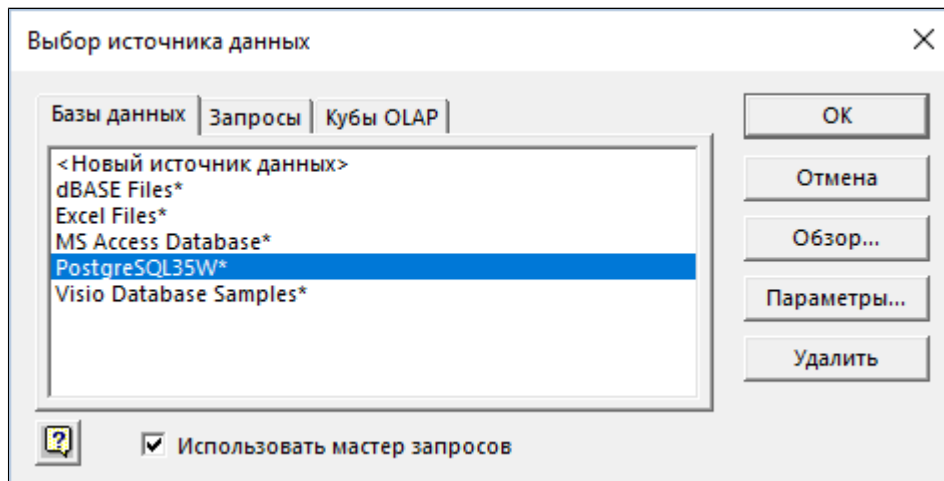 Выбор источника данных
Базы данных Запросы Кубы OLAP
<Новый источник данных>
dBASE Files*
Excel Files*
MS Access Database*
PostgreSQL35W*
Visio Database Samples*
OK
Отмена
Обзор...
Параметры...
Удалить
Использовать мастер запросов